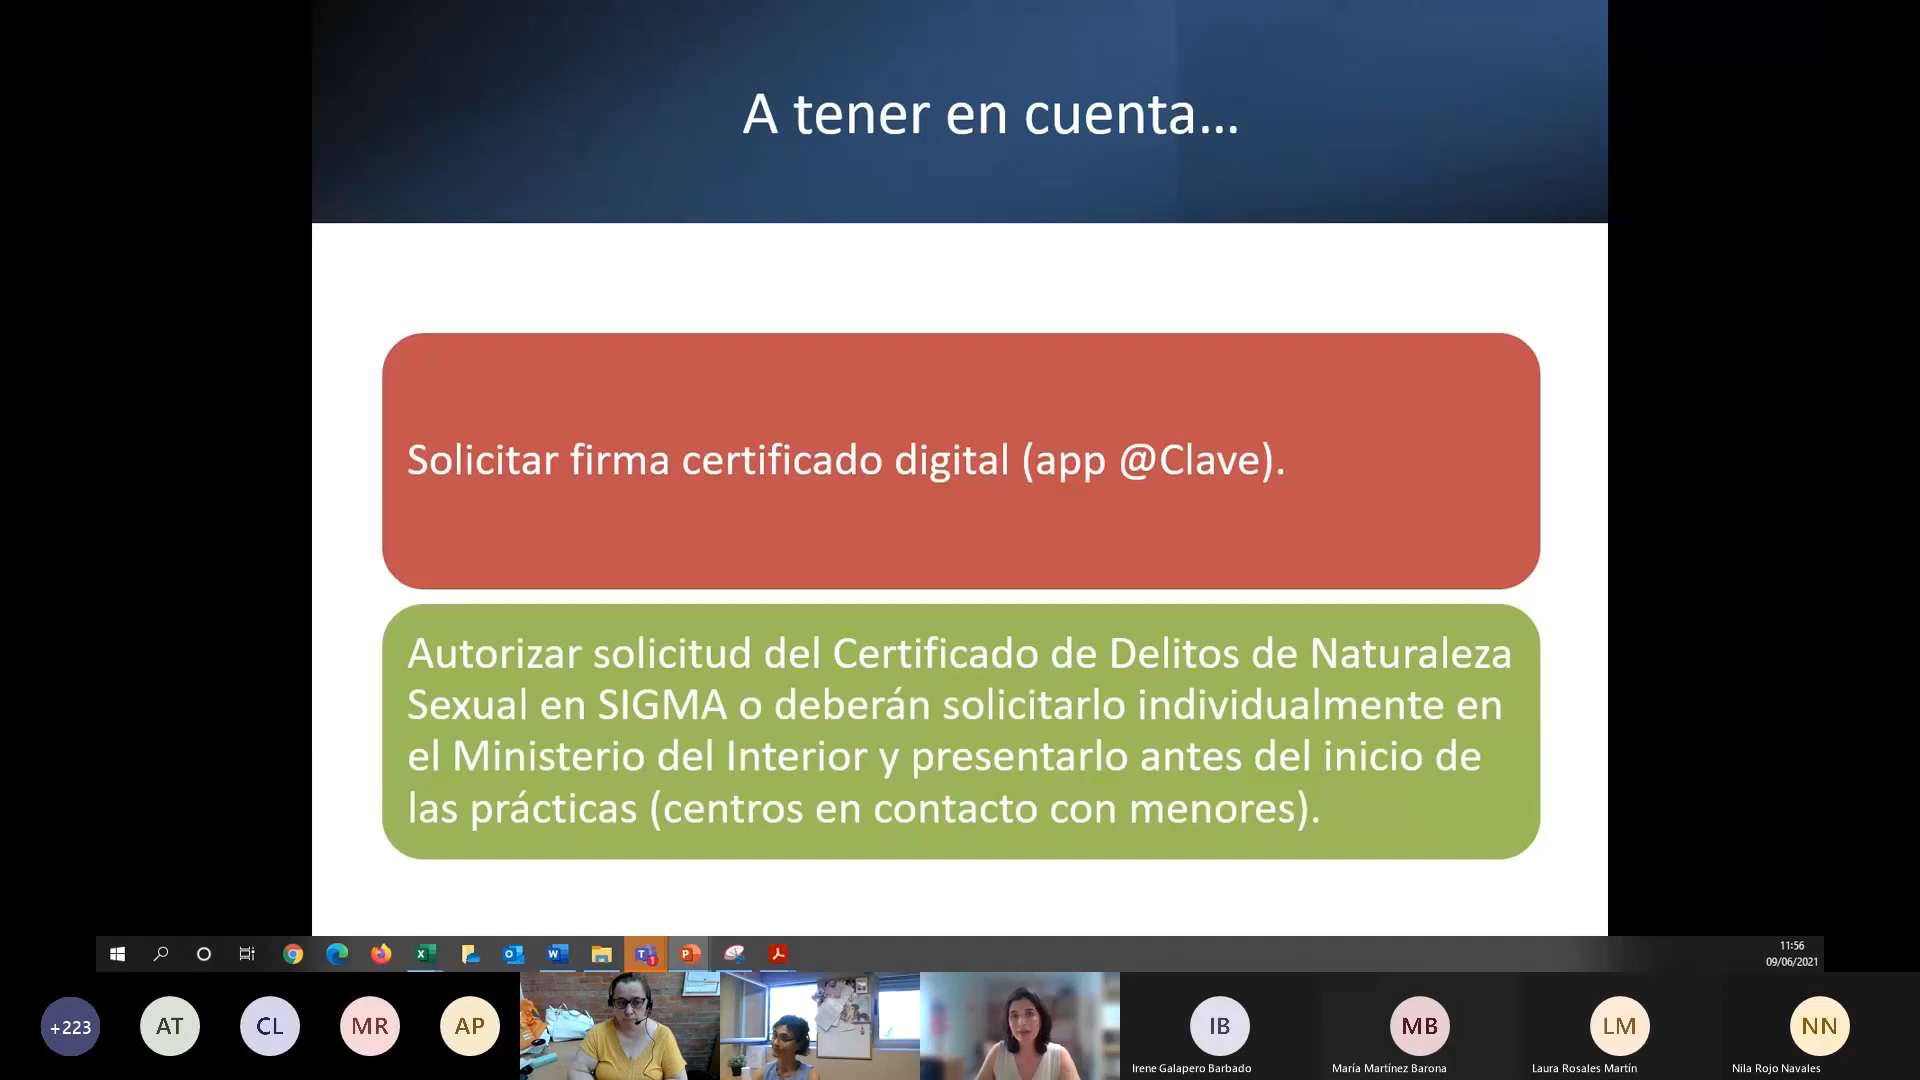 A tener en cuenta...
Solicitar firma certificado digital (app @Clave).
Autorizar solicitud del Certificado de Delitos de Naturaleza
Sexual en SIGMA o deberán solicitarlo individualmente en
el Ministerio del Interior y presentarlo antes del inicio de
las prácticas (centros en contacto con menores).
11:56
09/06/2021
+223
AT
CL
MR
AP
IB
Irene Galapero Barbado
MB
María Martínez Barona
LM
Laura Rosales Martín
NN
Nila Rojo Navales